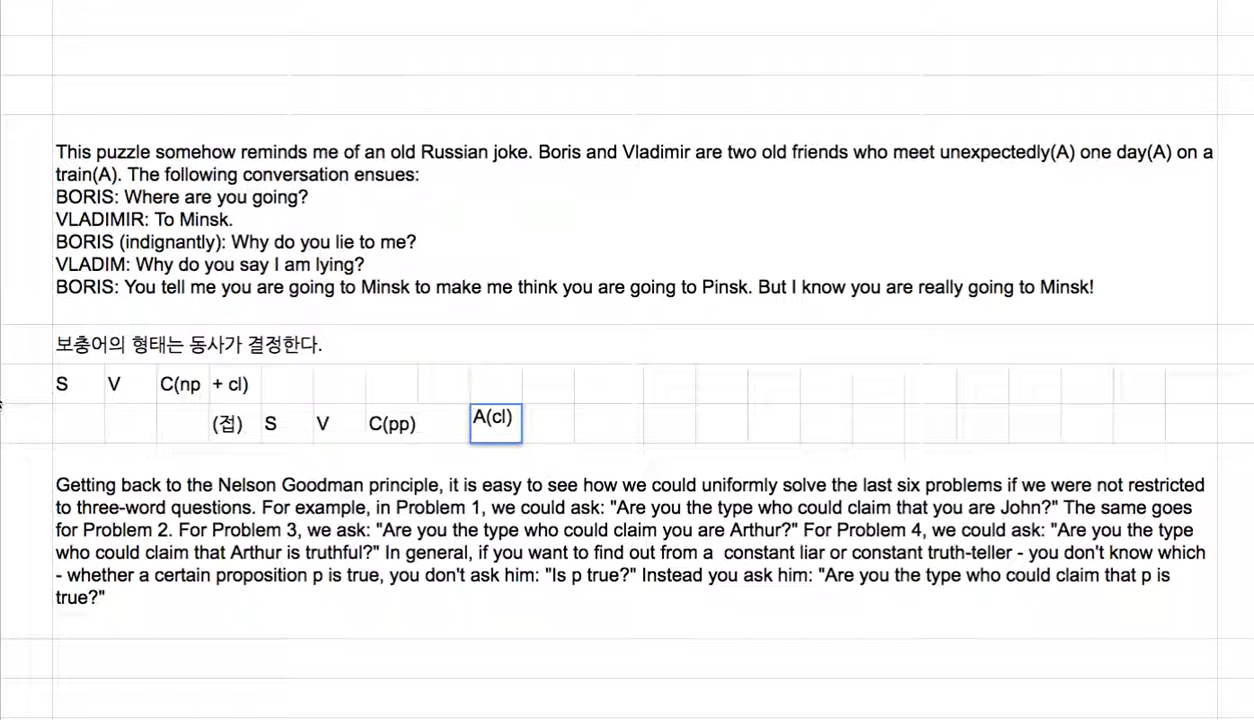 This puzzle somehow reminds me of an old Russian joke. Boris and Vladimir are two old friends who meet unexpectedly(A) one day(A) on a
train(A). The following conversation ensues:
BORIS: Where are you going?
VLADIMIR: To Minsk.
BORIS (indignantly): Why do you lie to me?
VLADIM: Why do you say I am lying?
BORIS: You tell me you are going to Minsk to make me think you are going to Pinsk. But I know you are really going to Minsk!
보충어의 형태는 동사가 결정한다.
S V C(np + cl)
(접) S V C(pp) A(cl)
Getting back to the Nelson Goodman principle, it is easy to see how we could uniformly solve the last six problems if we were not restricted
to three-word questions. For example, in Problem 1, we could ask: "Are you the type who could claim that you are John?" The same goes
for Problem 2. For Problem 3, we ask: "Are you the type who could claim you are Arthur?" For Problem 4, we could ask: "Are you the type
who could claim that Arthur is truthful?" In general, if you want to find out from a  constant liar or constant truth-teller - you don't know which
- whether a certain proposition p is true, you don't ask him: "Is p true?" Instead you ask him: "Are you the type who could claim that p is
true?"